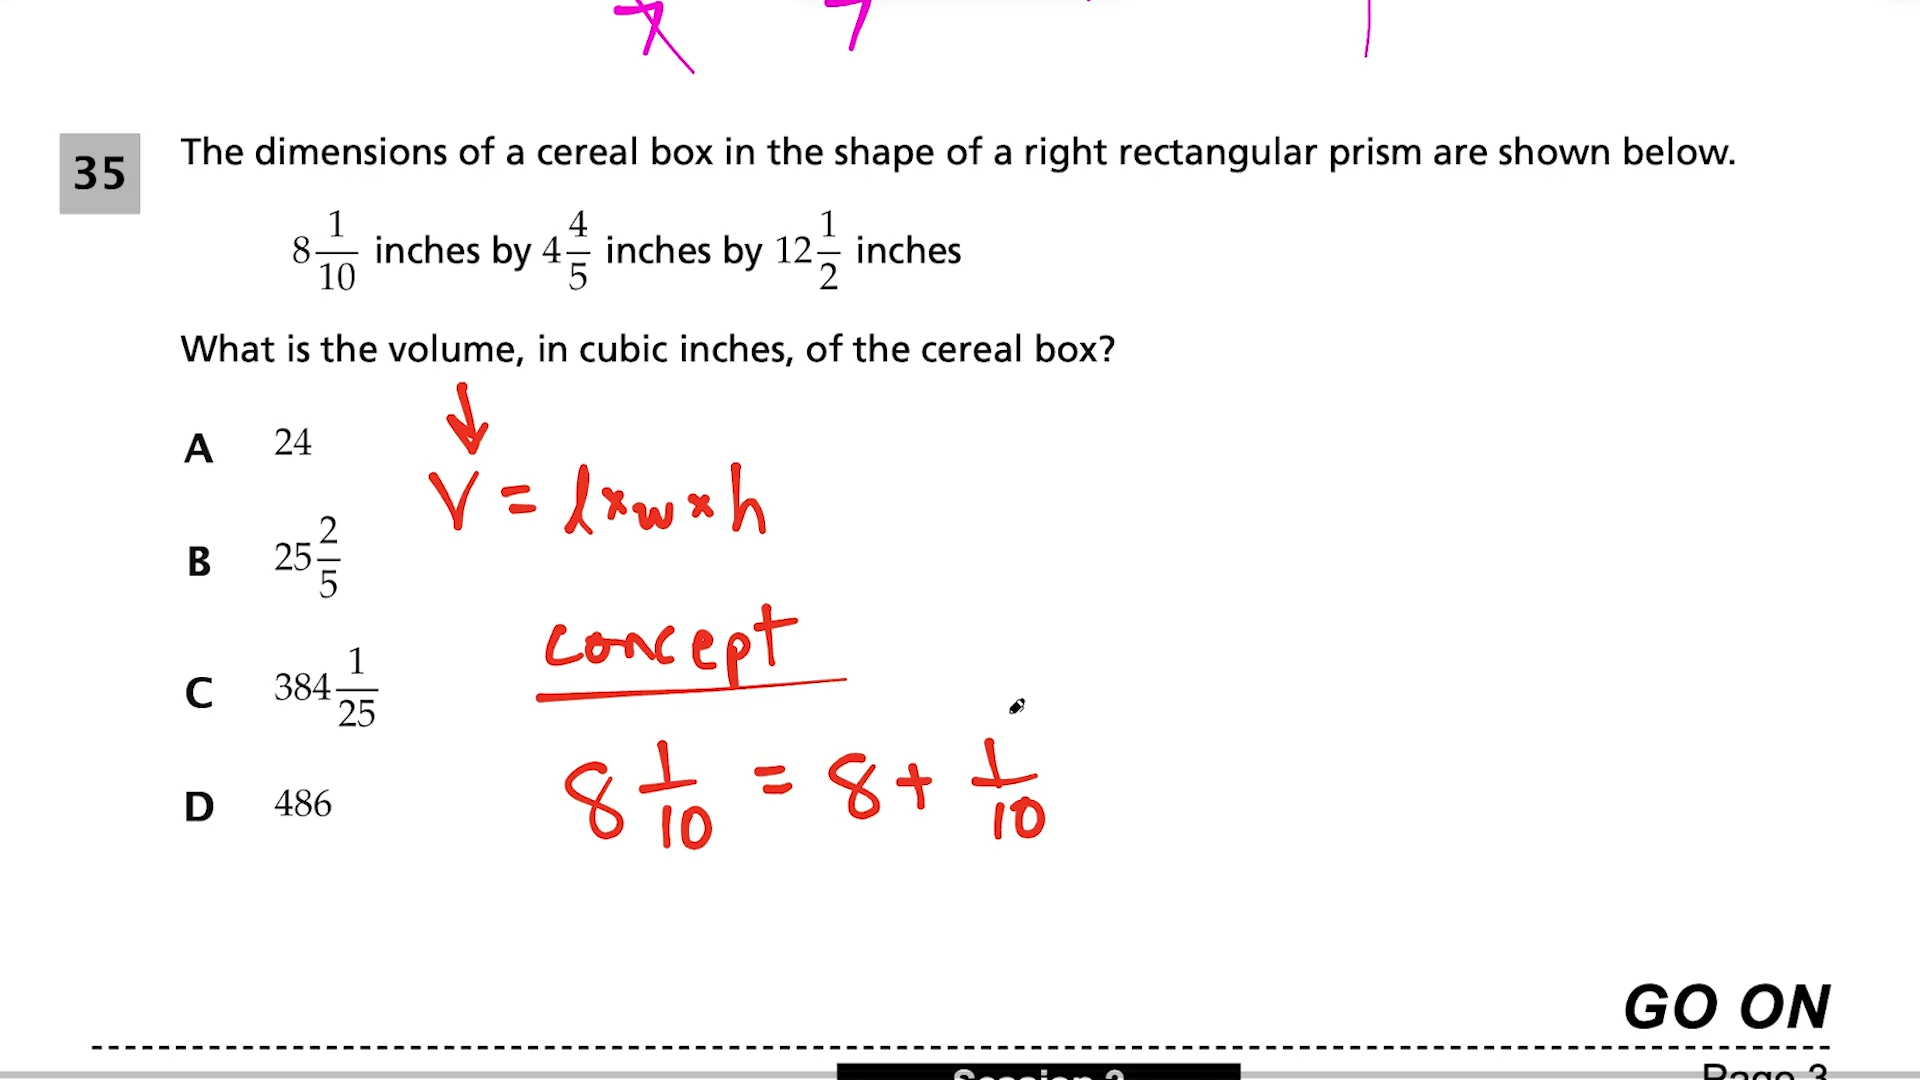 35 The dimensions of a cereal box in the shape of a right rectangular prism are shown below.
8 1/10 inches by 4 4/5 inches by 12 1/2 inches
What is the volume, in cubic inches, of the cereal box?
A 24
V = l × w × h
B 25 2/5
concept
C 384 1/25
8 1/10 = 8 + 1/10
D 486
GO ON
Session 2
Page 3